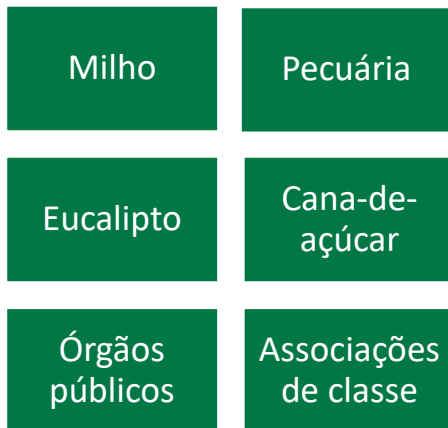 Milho
Pecuária
Eucalipto
Cana-de-
açúcar
Órgãos
públicos
Associações
de classe